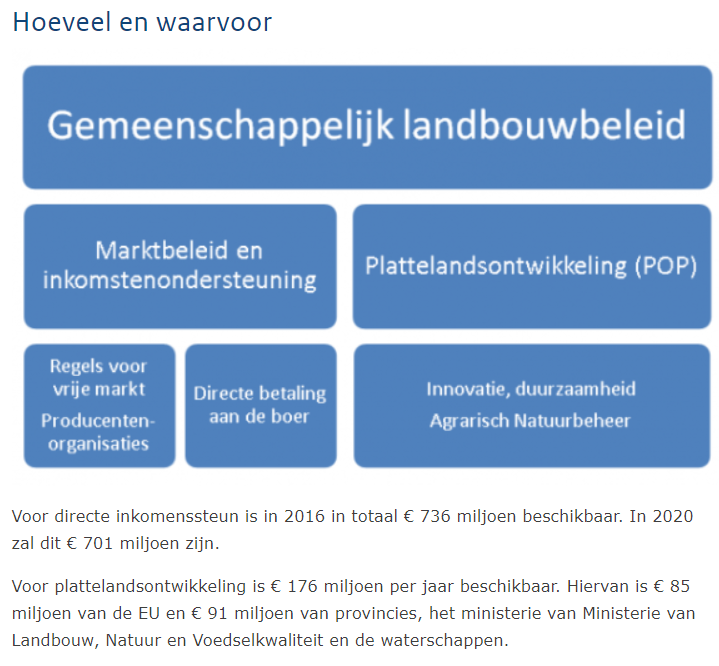 Hoeveel en waarvoor
Gemeenschappelijk landbouwbeleid
Marktbeleid en
inkomstenondersteuning
Plattelandsontwikkeling (POP)
Regels voor
vrije markt
Producenten-
organisaties
Directe betaling
aan de boer
Innovatie, duurzaamheid
Agrarisch Natuurbeheer
Voor directe inkomenssteun is in 2016 in totaal € 736 miljoen beschikbaar. In 2020
zal dit € 701 miljoen zijn.
Voor plattelandsontwikkeling is € 176 miljoen per jaar beschikbaar. Hiervan is € 85
miljoen van de EU en € 91 miljoen van provincies, het ministerie van Ministerie van
Landbouw, Natuur en Voedselkwaliteit en de waterschappen.